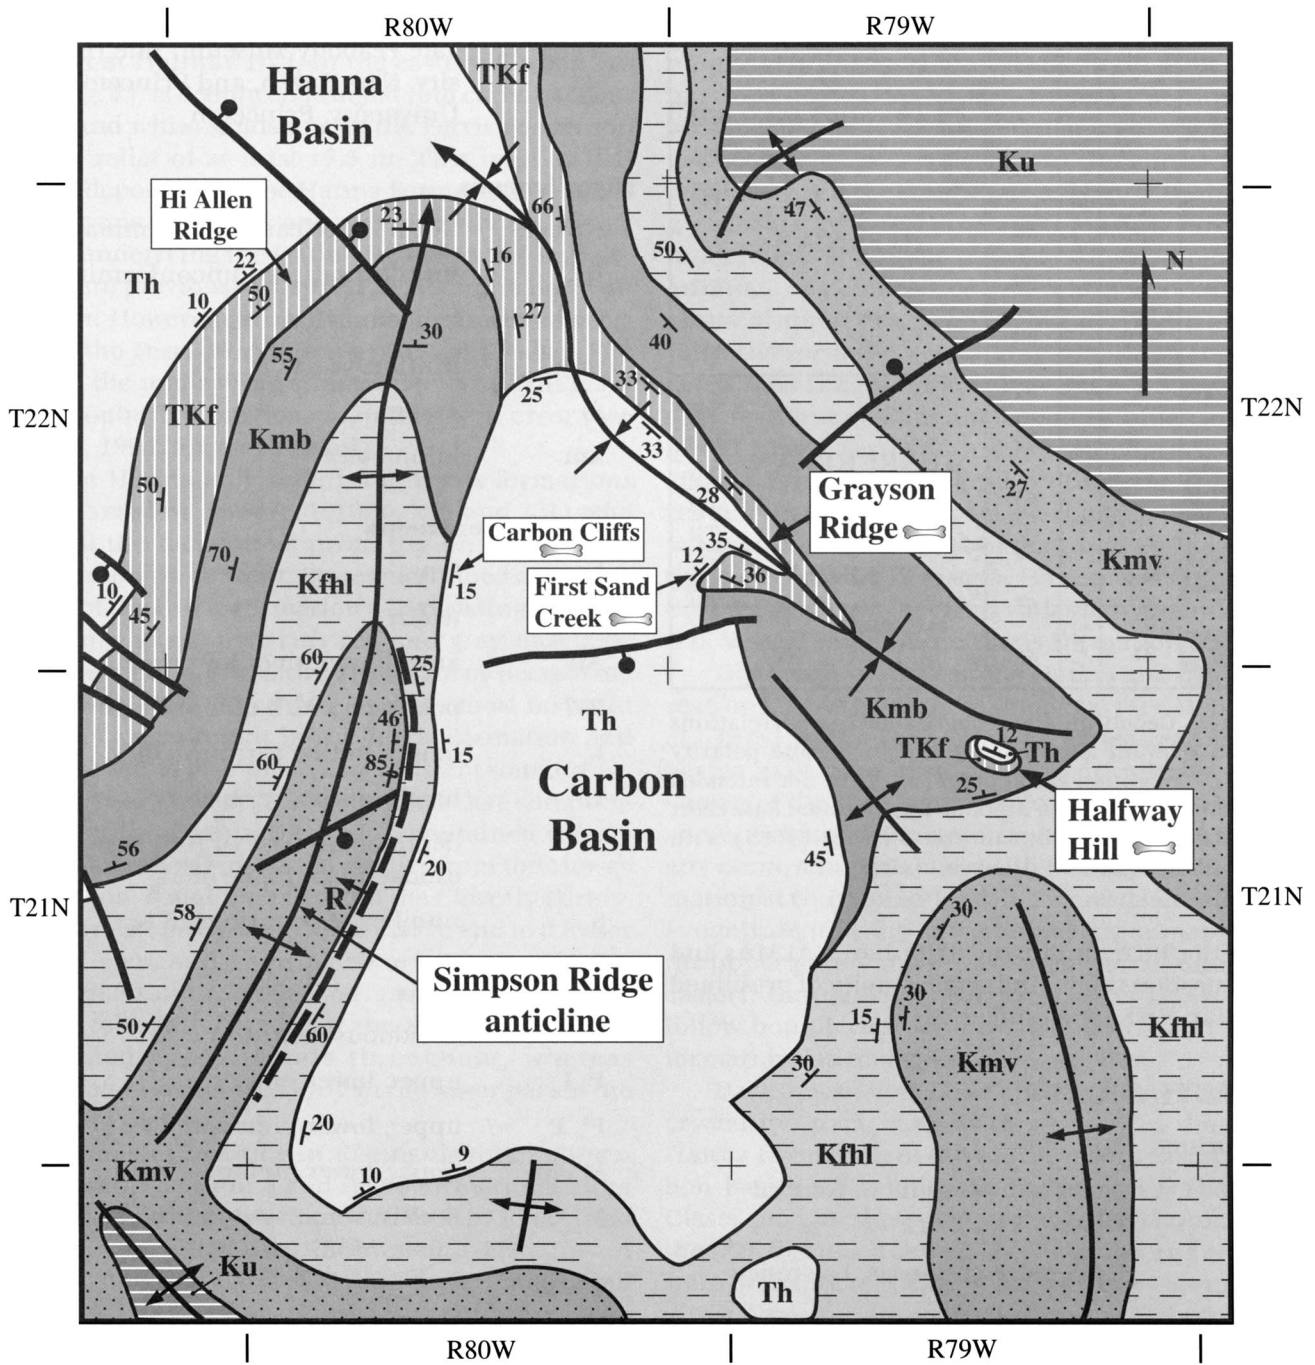 R80W
R79W
Hanna
Basin
TKf
Ku
Hi Allen
Ridge
23
66
47
N
22
16
50
Th
10
50
27
40
30
55
33
25
T22N
T22N
TKf
Kmb
33
50
28
27
Grayson
Ridge
Carbon Cliffs
35
Kmv
70
12
36
10
Kfhl
15
First Sand
Creek
45
60
25
Kmb
Th
46
15
TKf
12
Th
60
85
25
Carbon
Basin
Halfway
Hill
56
45
20
R
T21N
T21N
58
30
Simpson Ridge
anticline
30
50
60
15
Kfhl
Kmv
30
20
Kmv
9
10
Kfhl
Ku
Th
R80W
R79W